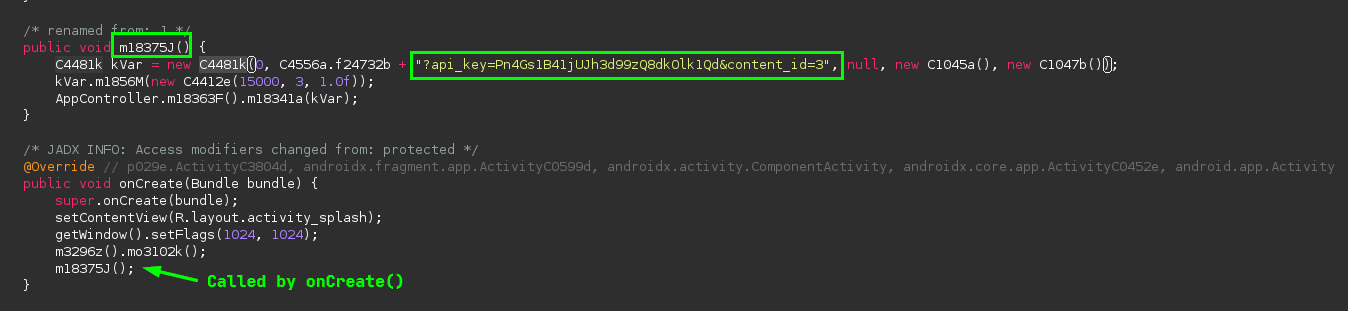 /* renamed from: J */
public void m18375J() {
C4481k kVar = new C4481k(0, C4556a.f24732b + "?api_key=Pn4Gs1B41jUJh3d99zQ8dkOlk1Qd&content_id=3", null, new C1045a(), new C1047b());
kVar.m1856M(new C4412e(15000, 3, 1.0f));
AppController.m18363F().m18341a(kVar);
}
/* JADX INFO: Access modifiers changed from: protected */
@Override // p029e.ActivityC3804d, androidx.fragment.app.ActivityC0599d, androidx.activity.ComponentActivity, androidx.core.app.ActivityC0452e, android.app.Activity
public void onCreate(Bundle bundle) {
super.onCreate(bundle);
setContentView(R.layout.activity_splash);
getWindow().setFlags(1024, 1024);
m3296z().mo3102k();
m18375J();
Called by onCreate()
}